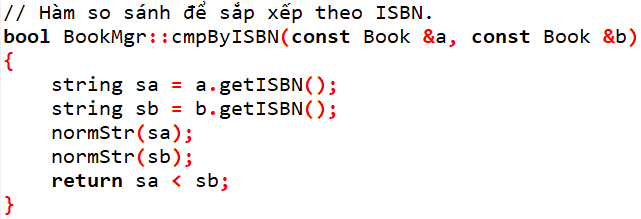 // Hàm so sánh để sắp xếp theo ISBN.
bool BookMgr::cmpByISBN(const Book &a, const Book &b)
{
    string sa = a.getISBN();
    string sb = b.getISBN();
    normStr(sa);
    normStr(sb);
    return sa < sb;
}